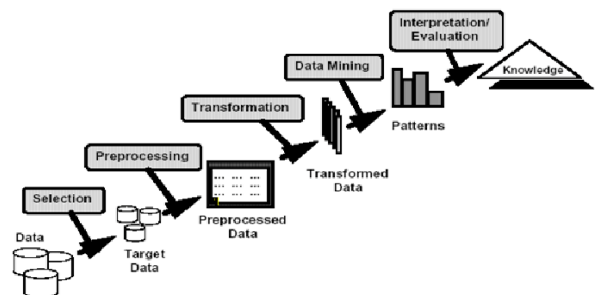 Interpretation/
Evaluation
Data Mining
Knowledge
Transformation
Patterns
Preprocessing
Transformed
Data
Selection
Preprocessed
Data
Data
Target
Data